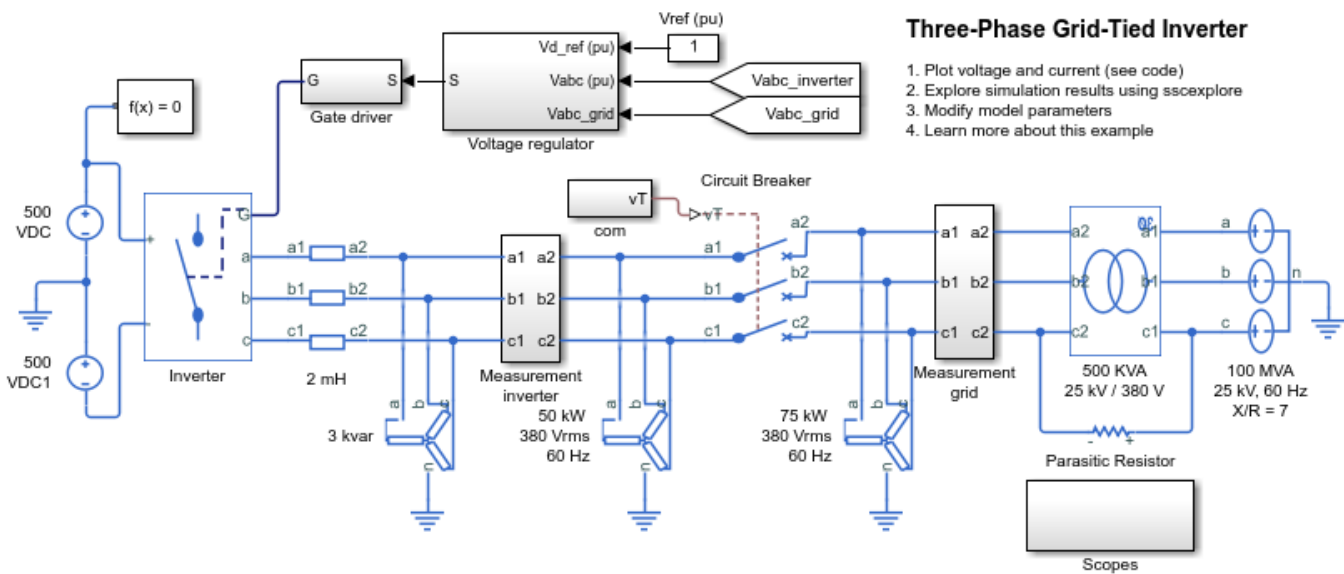 Three-Phase Grid-Tied Inverter
1. Plot voltage and current (see code)
2. Explore simulation results using sscexplore
3. Modify model parameters
4. Learn more about this example
Vref (pu)
1
Vd_ref (pu)
Vabc (pu)
Vabc_grid
S
Voltage regulator
Vabc_inverter
Vabc_grid
G
S
Gate driver
f(x) = 0
500
VDC
500
VDC1
+
-
G
a
b
c
Inverter
a1
a2
b1
b2
c1
c2
2 mH
a
b
c
n
3 kvar
a1
a2
b1
b2
c1
c2
Measurement
inverter
a
b
c
n
50 kW
380 Vrms
60 Hz
vT
com
Circuit Breaker
vT
a1
a2
b1
b2
c1
c2
a
b
c
n
75 kW
380 Vrms
60 Hz
a1
a2
b1
b2
c1
c2
Measurement
grid
a2
a1
b2
b1
c2
c1
500 KVA
25 kV / 380 V
a
b
c
n
100 MVA
25 kV, 60 Hz
X/R = 7
-
+
Parasitic Resistor
Scopes